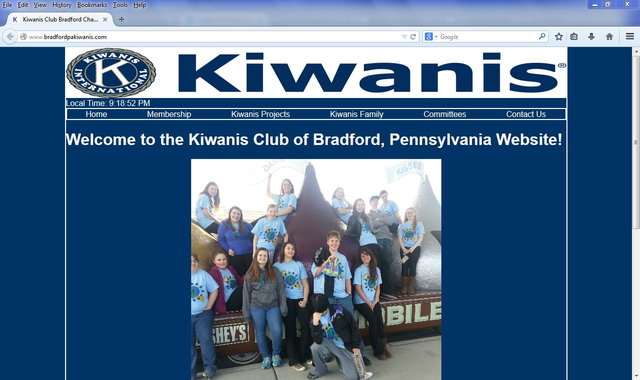 File Edit View History Bookmarks Tools Help
K Kiwanis Club Bradford Cha...
www.bradfordpakiwanis.com
Google
KIWANIS
K
INTERNATIONAL
Kiwanis®
Local Time: 9:18:52 PM
Home Membership Kiwanis Projects Kiwanis Family Committees Contact Us
Welcome to the Kiwanis Club of Bradford, Pennsylvania Website!
KISSES
SHEY'S
MOBILE